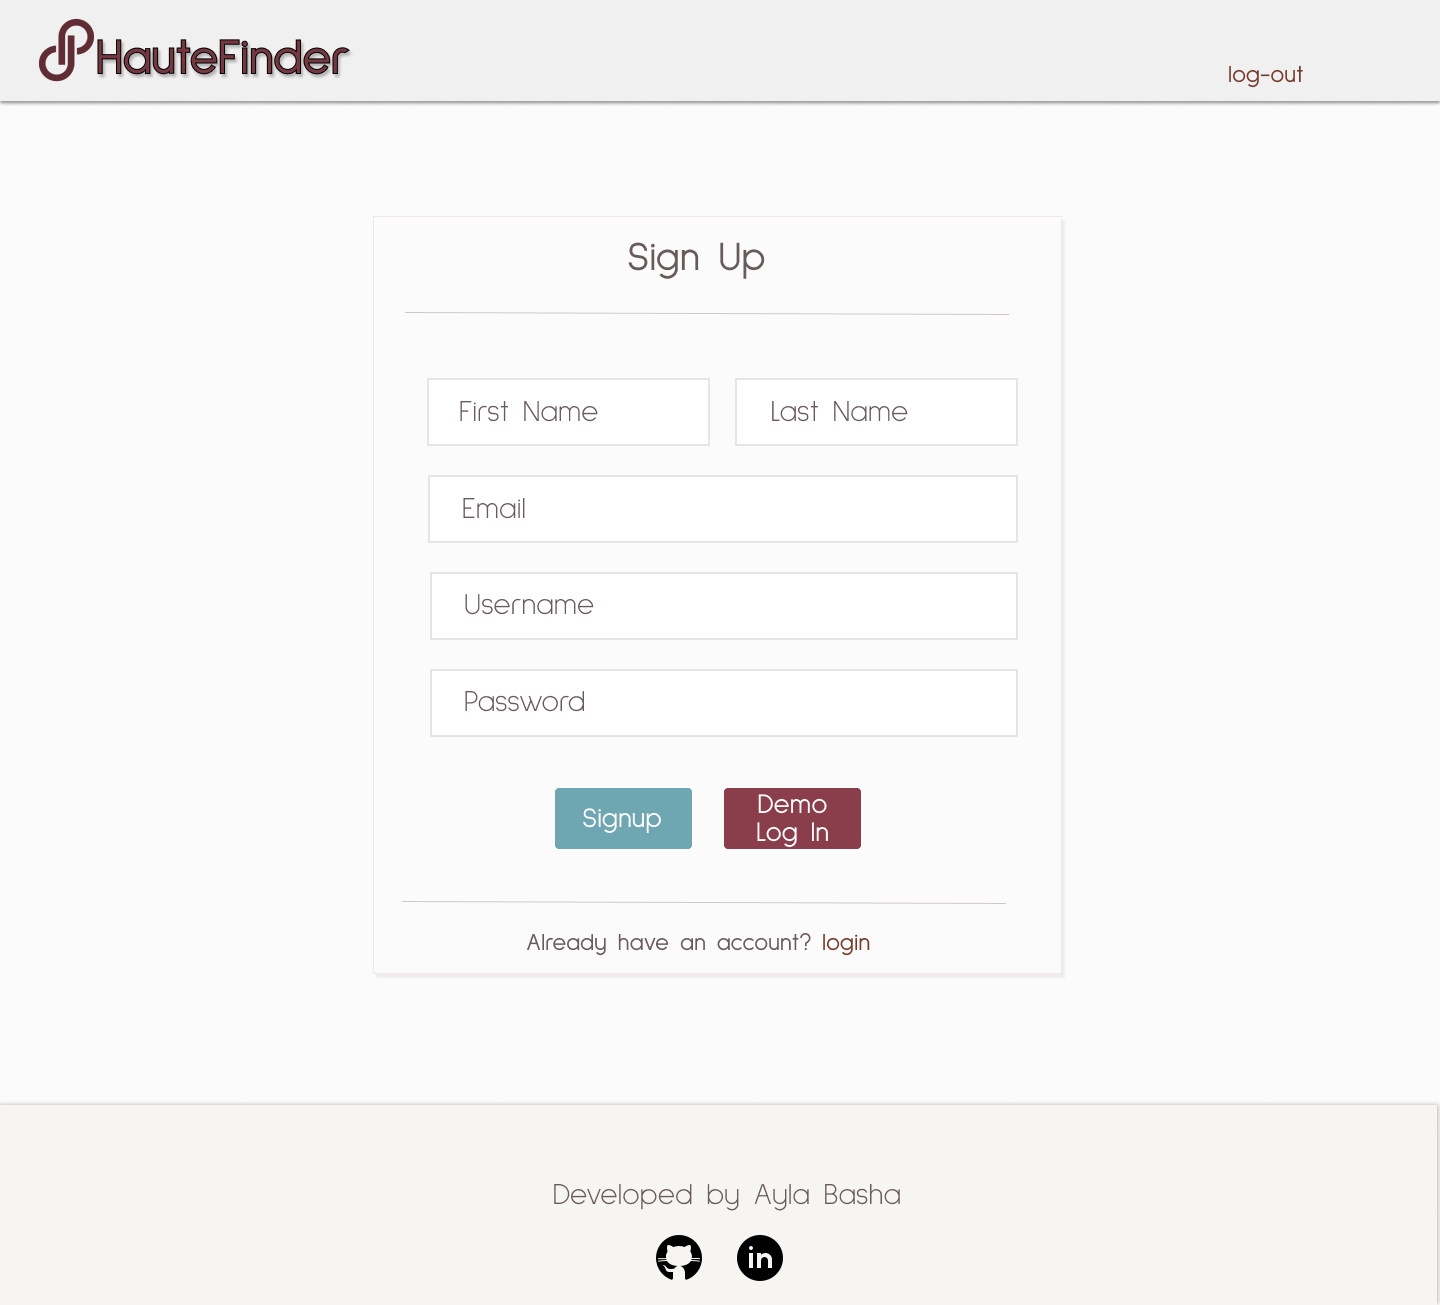 HauteFinder
log-out
Sign Up
First Name
Last Name
Email
Username
Password
Signup
Demo
Log In
Already have an account? login
Developed by Ayla Basha
in